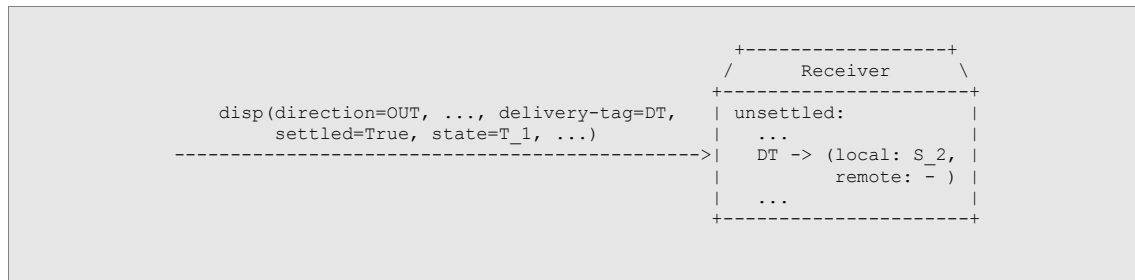 +------------------+
/       Receiver      \
+----------------------+
disp(direction=OUT, ..., delivery-tag=DT,   | unsettled:           |
settled=True, state=T_1, ...)          |   ...                |
-------------------------------------------->|   DT -> (local: S_2, |
|          remote: - ) |
|   ...                |
+----------------------+